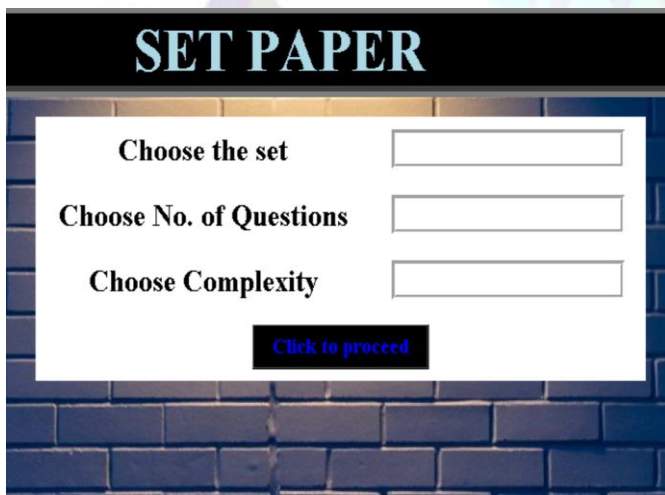 SET PAPER
Choose the set
Choose No. of Questions
Choose Complexity
Click to proceed